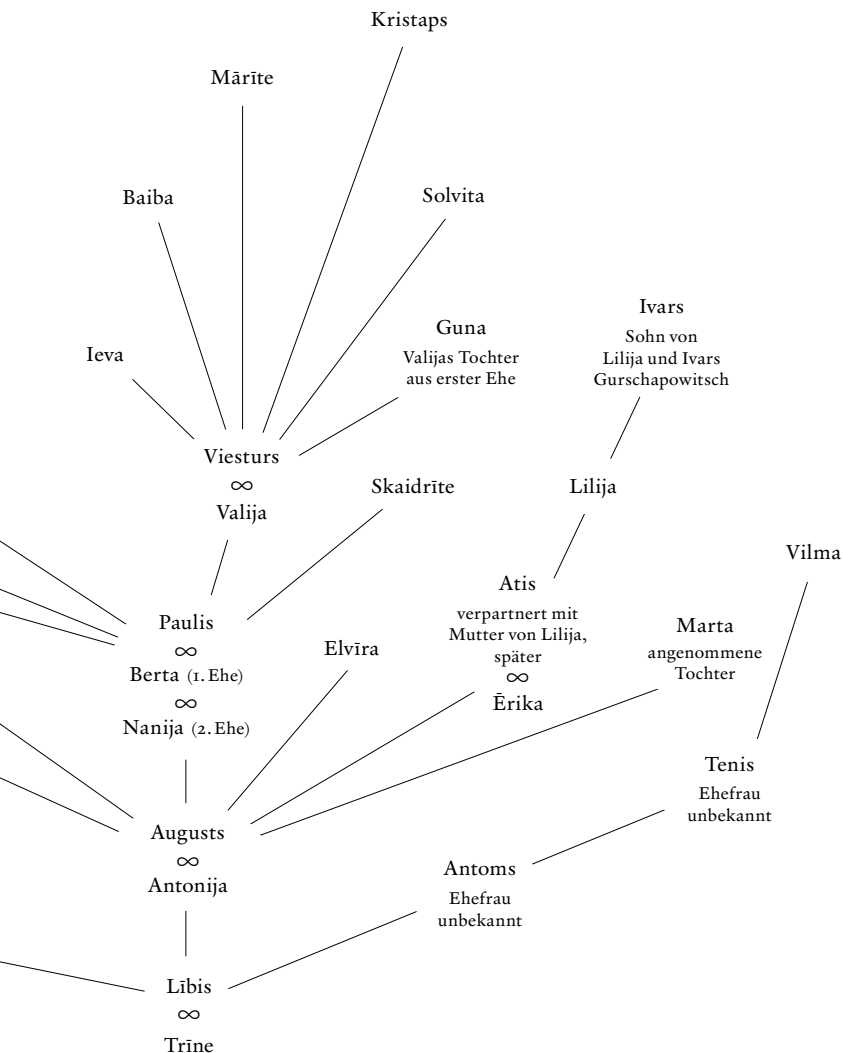 Kristaps
Mārīte
Baiba
Solvita
Ivars
Sohn von
Lilija und Ivars
Gurschapowitsch
Guna
Valijas Tochter
aus erster Ehe
Ieva
Viesturs
∞
Valija
Skaidrīte
Lilija
Vilma
Atis
verpartnert mit
Mutter von Lilija,
später
∞
Ērika
Paulis
∞
Berta (1. Ehe)
∞
Nanija (2. Ehe)
Elvīra
Marta
angenommene
Tochter
Tenis
Ehefrau
unbekannt
Augusts
∞
Antonija
Antoms
Ehefrau
unbekannt
Lībis
∞
Trīne